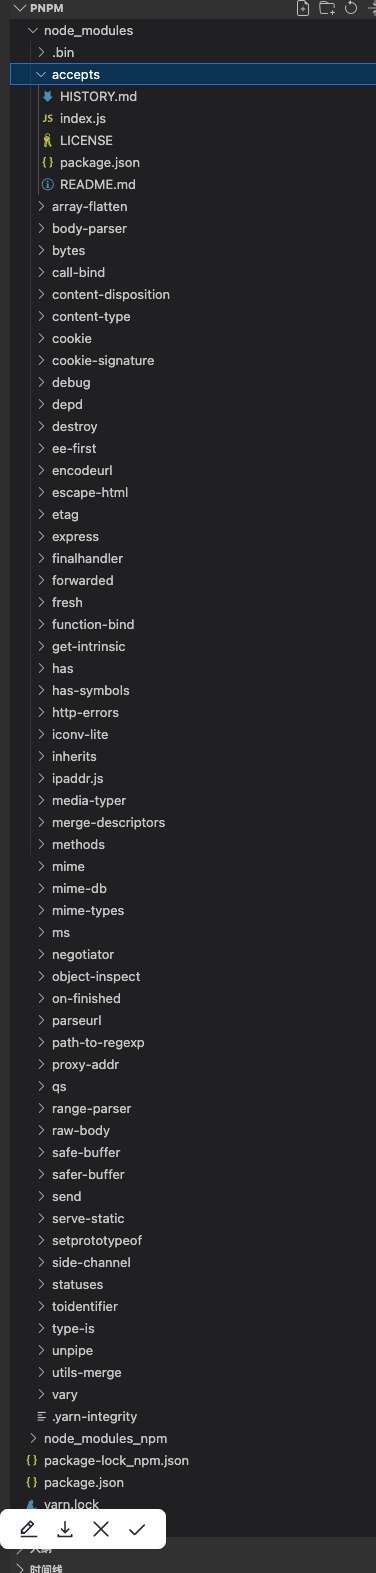 PNPM
node_modules
.bin
accepts
HISTORY.md
JS index.js
LICENSE
{} package.json
README.md
array-flatten
body-parser
bytes
call-bind
content-disposition
content-type
cookie
cookie-signature
debug
depd
destroy
ee-first
encodeurl
escape-html
etag
express
finalhandler
forwarded
fresh
function-bind
get-intrinsic
has
has-symbols
http-errors
iconv-lite
inherits
ipaddr.js
media-typer
merge-descriptors
methods
mime
mime-db
mime-types
ms
negotiator
object-inspect
on-finished
parseurl
path-to-regexp
proxy-addr
qs
range-parser
raw-body
safe-buffer
safer-buffer
send
serve-static
setprototypeof
side-channel
statuses
toidentifier
type-is
unpipe
utils-merge
vary
.yarn-integrity
node_modules_npm
{} package-lock_npm.json
{} package.json
yarn.lock
大纲
时间线